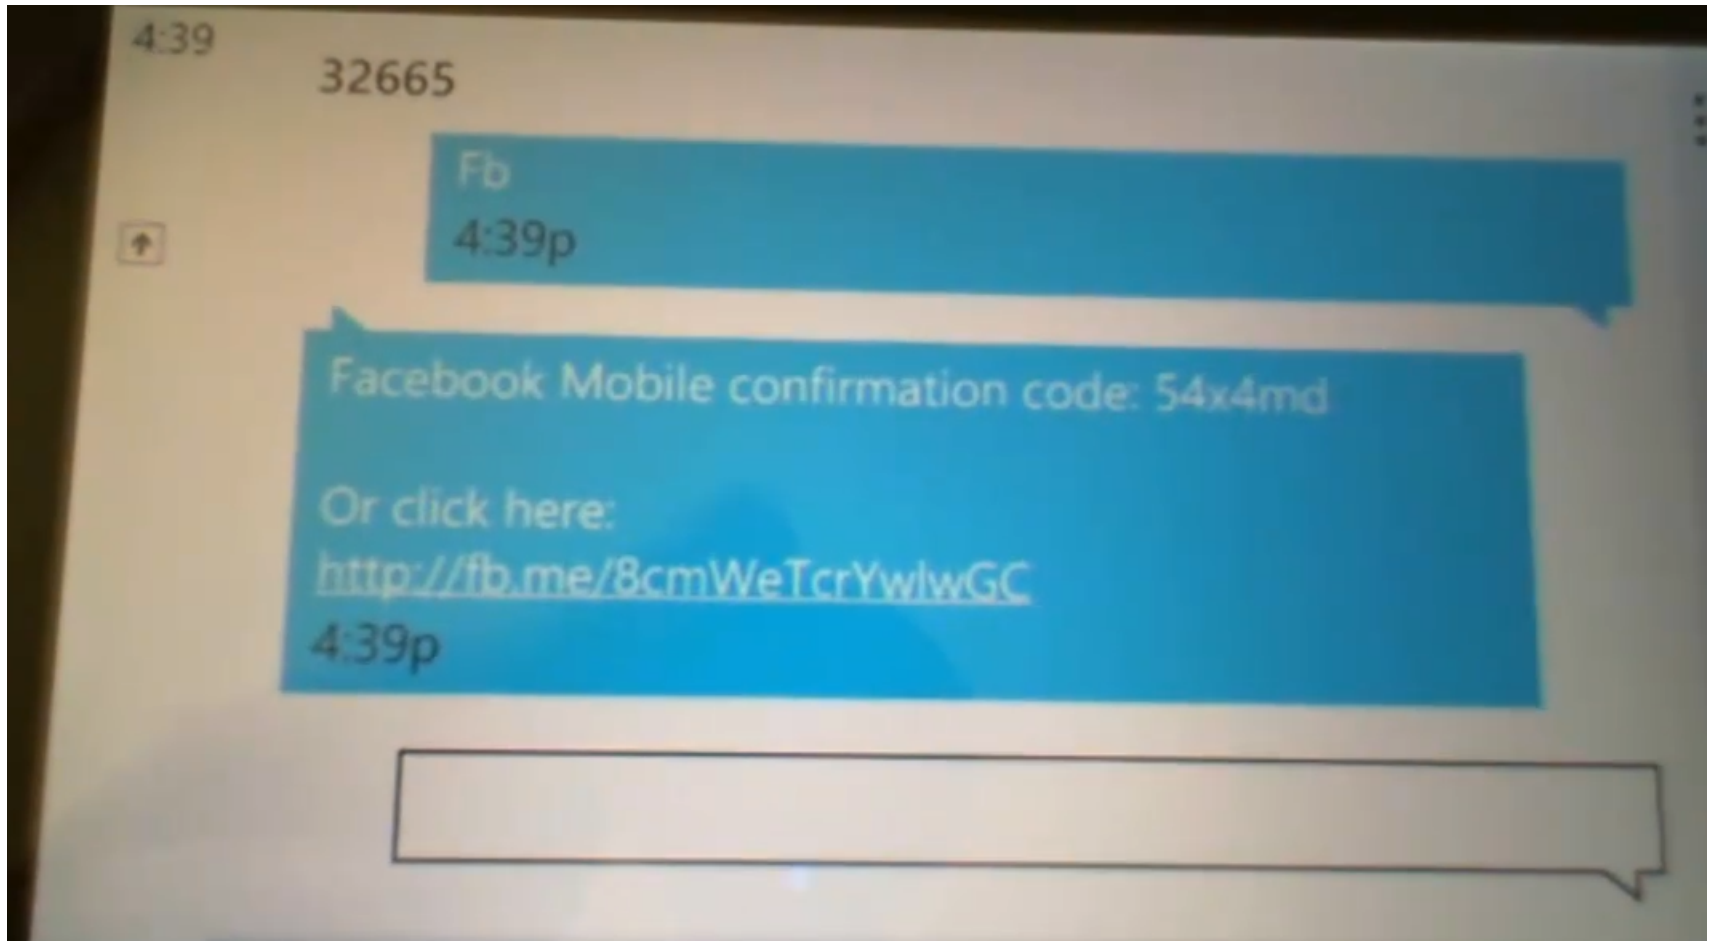 4:39
32665
Fb
4:39p
Facebook Mobile confirmation code: 54x4md
Or click here:
http://fb.me/8cmWeTcrYwlwGC
4:39p